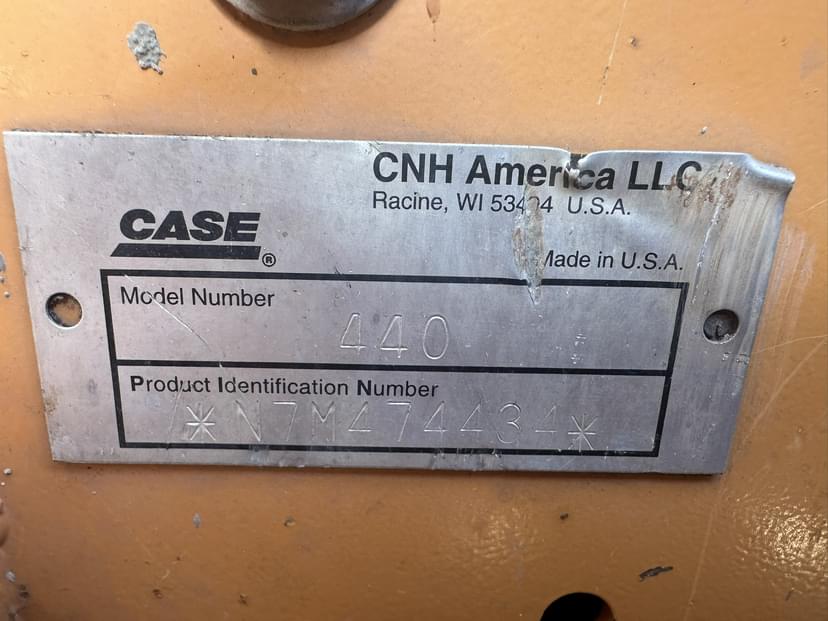 CNH America LLC
Racine, WI 53404 U.S.A.
CASE®
Made in U.S.A.
Model Number
440
Product Identification Number
*N7M474434*